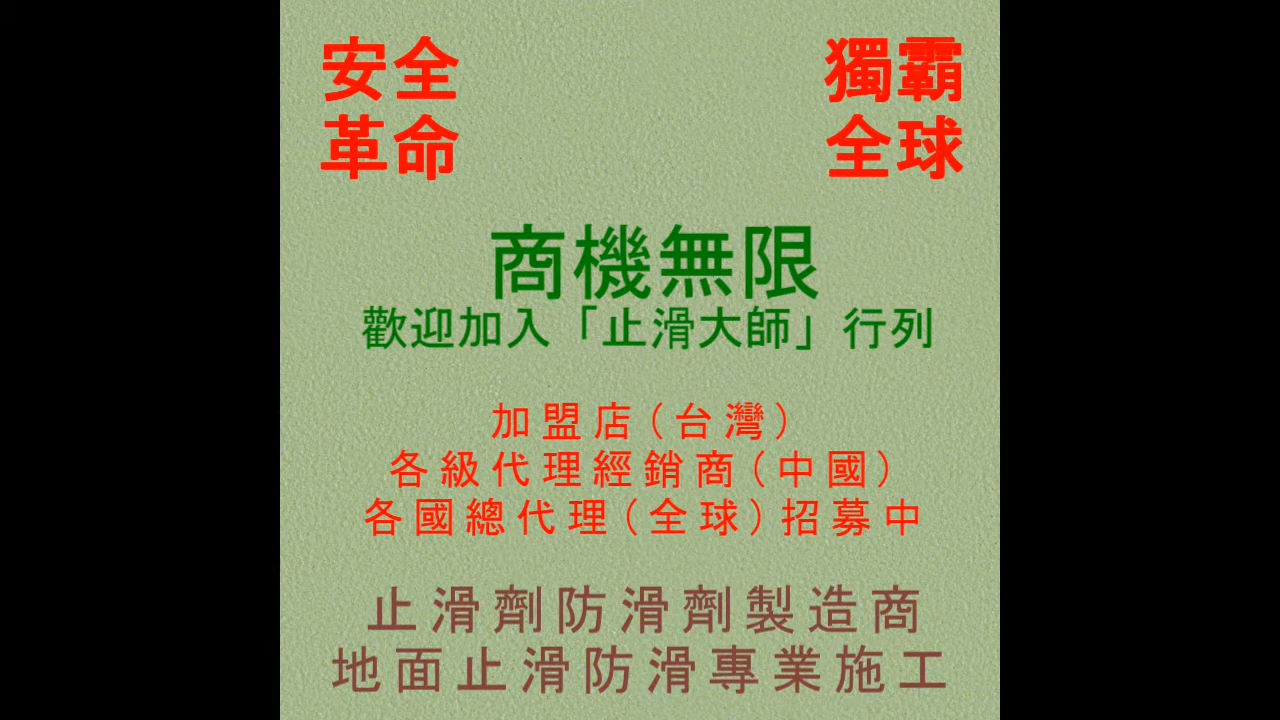 安全 獨霸
革命 全球
商機無限
歡迎加入「止滑大師」行列
加盟店(台灣)
各級代理經銷商(中國)
各國總代理(全球)招募中
止滑劑防滑劑製造商
地面止滑防滑專業施工